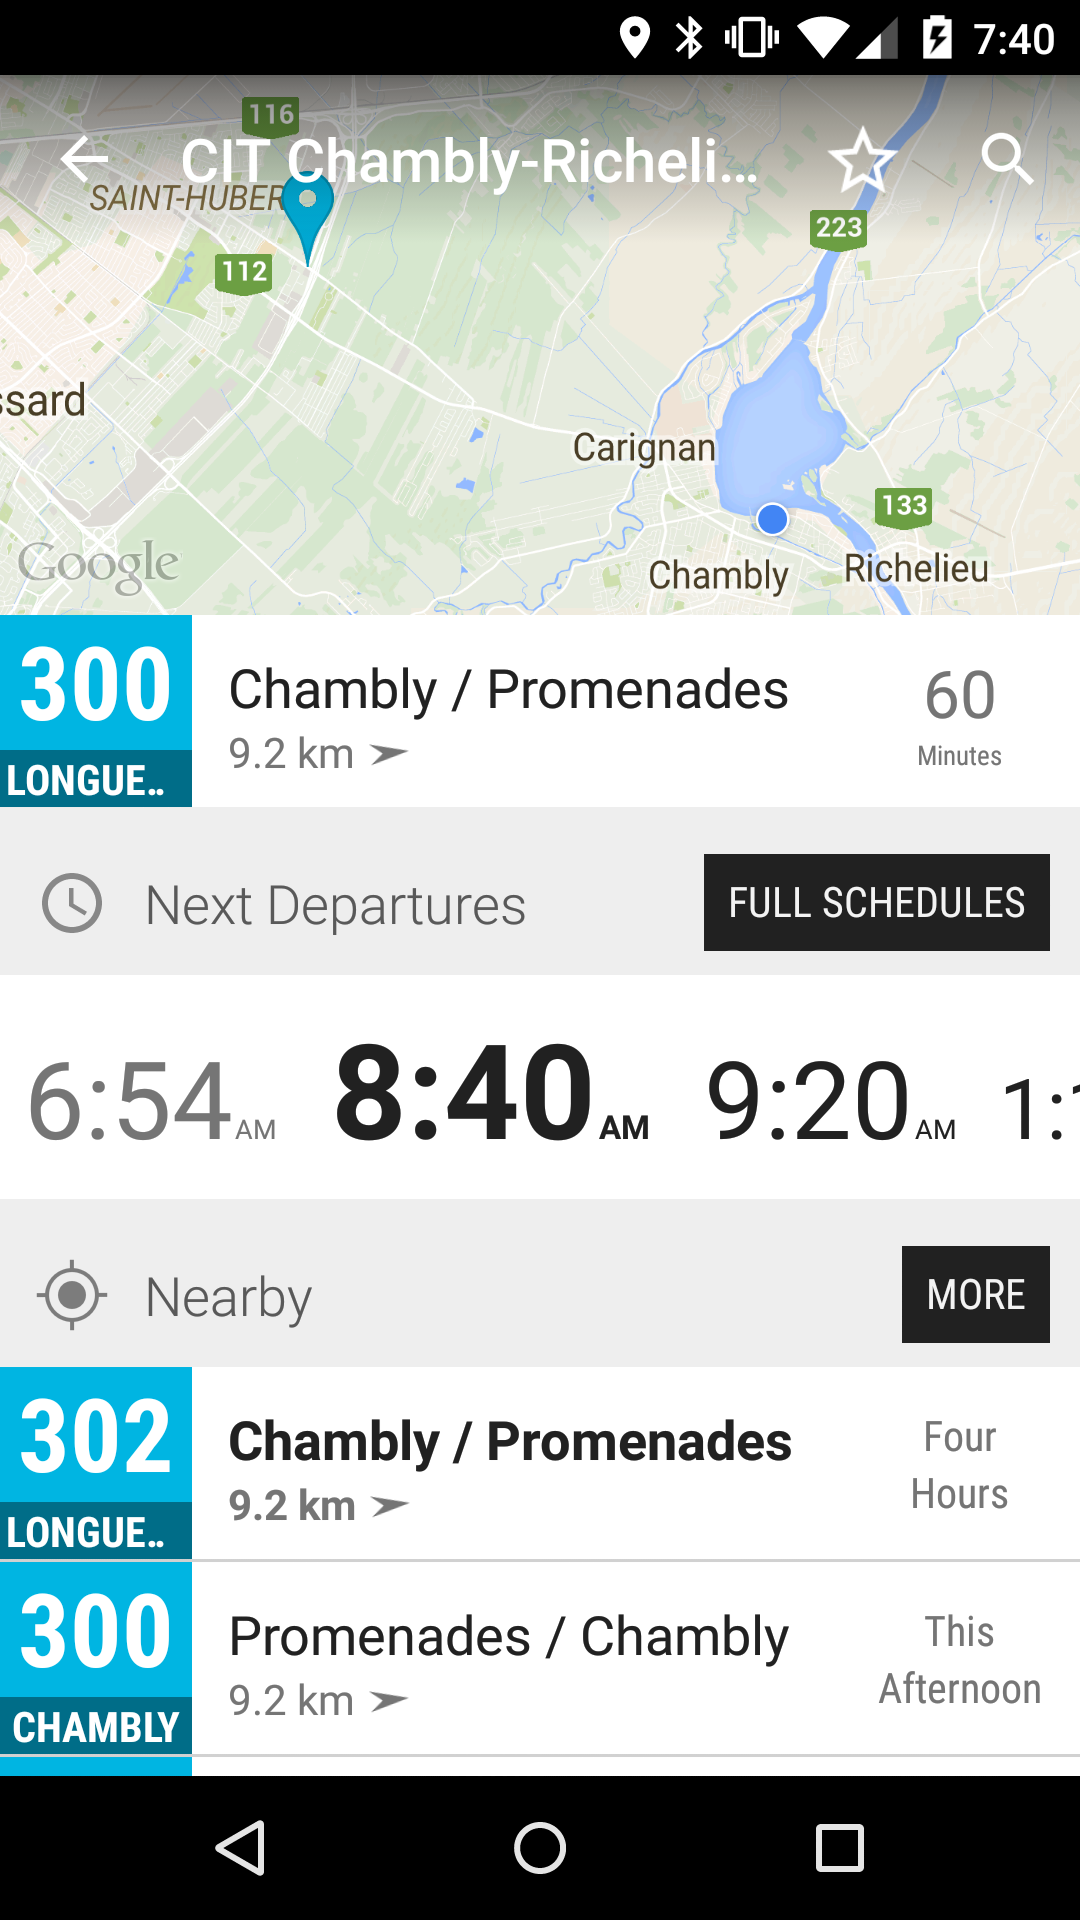 7:40
116
CIT Chambly-Richeli...
SAINT-HUBER
223
112
ssard
Carignan
133
Google
Chambly
Richelieu
300
Chambly / Promenades
60
9.2 km
Minutes
LONGUE..
Next Departures
FULL SCHEDULES
6:54 AM
8:40 AM
9:20 AM
1:
Nearby
MORE
302
Chambly / Promenades
Four
Hours
9.2 km
LONGUE..
300
Promenades / Chambly
This
Afternoon
9.2 km
CHAMBLY